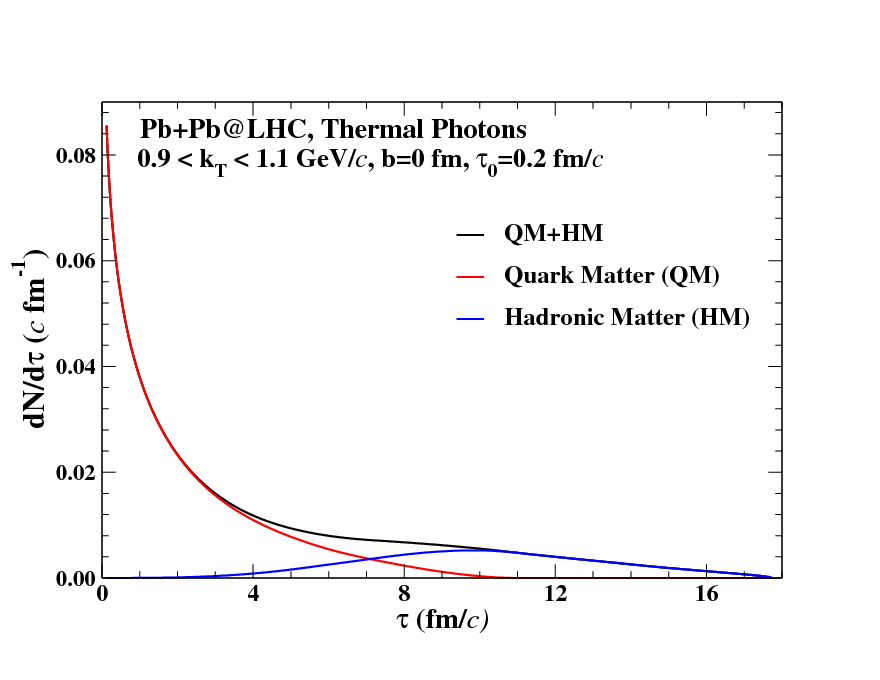 Pb+Pb@LHC, Thermal Photons
0.9 < kT < 1.1 GeV/c, b=0 fm, τ0=0.2 fm/c
QM+HM
Quark Matter (QM)
Hadronic Matter (HM)
dN/dτ (c fm-1)
0.08
0.06
0.04
0.02
0.00
0 4 8 12 16
τ (fm/c)